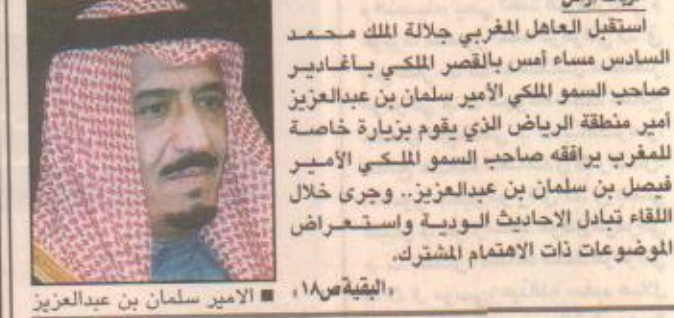 استقبل العاهل المغربي جلالة الملك محمد
السادس مساء أمس بالقصر الملكي بأغادير
صاحب السمو الملكي الأمير سلمان بن عبدالعزيز
أمير منطقة الرياض الذي يقوم بزيارة خاصة
للمغرب يرافقه صاحب السمو الملكي الأمير
فيصل بن سلمان بن عبدالعزيز.. وجرى خلال
اللقاء تبادل الاحاديث الودية واستعراض
الموضوعات ذات الاهتمام المشترك.
«البقية ص١٨»
■ الامير سلمان بن عبدالعزيز